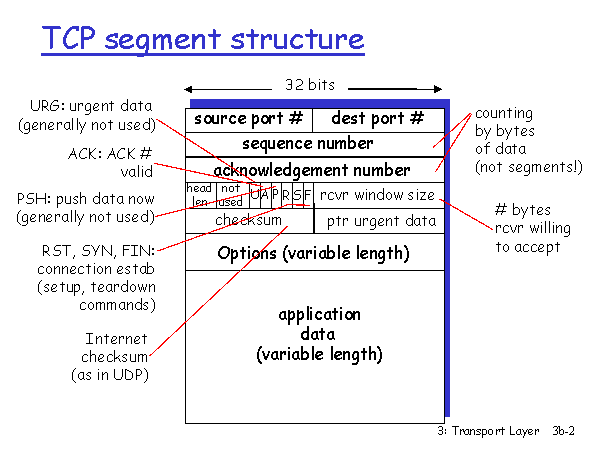 TCP segment structure
32 bits
URG: urgent data
(generally not used)
ACK: ACK #
valid
PSH: push data now
(generally not used)
RST, SYN, FIN:
connection estab
(setup, teardown
commands)
Internet
checksum
(as in UDP)
source port #
dest port #
sequence number
acknowledgement number
head
len
not
used
U A P R S F
rcvr window size
checksum
ptr urgent data
Options (variable length)
application
data
(variable length)
counting
by bytes
of data
(not segments!)
# bytes
rcvr willing
to accept
3: Transport Layer 3b-2